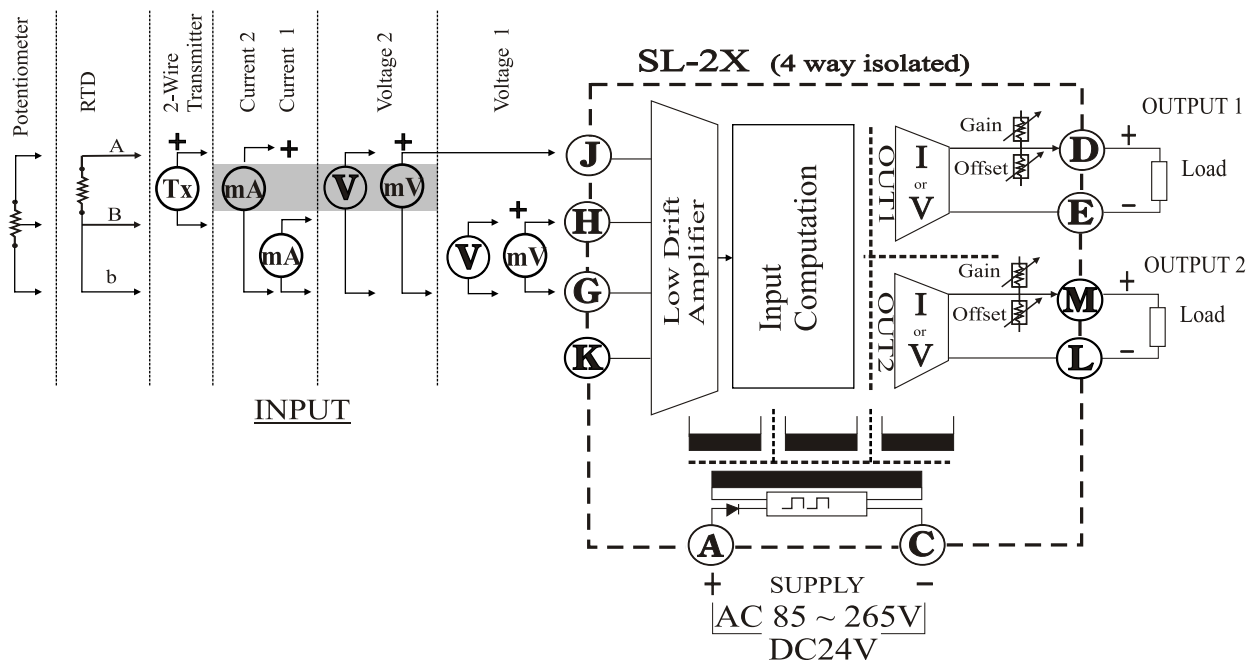 Potentiometer
RTD
2-Wire
Transmitter
Current 2
Current 1
Voltage 2
Voltage 1
SL-2X (4 way isolated)
A
B
b
+
Tx
+
mA
+
mA
+
V
mV
+
V
mV
INPUT
J
H
G
K
Low Drift
Amplifier
Input
Computation
OUT1
I
or
V
Gain
Offset
D
E
OUTPUT 1
+
Load
−
OUT2
I
or
V
Gain
Offset
M
L
OUTPUT 2
+
Load
−
A
C
+ SUPPLY −
AC 85 ~ 265V
DC24V